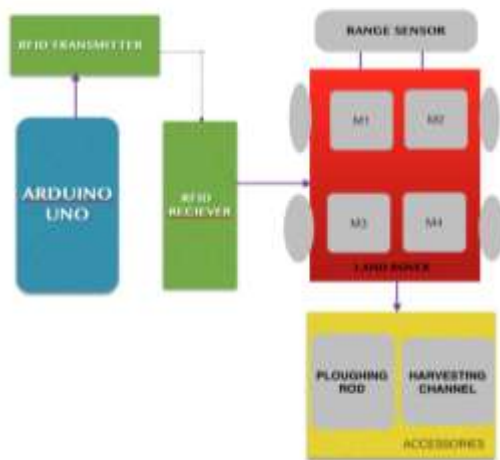 RFID TRANSMITTER
RANGE SENSOR
M1
M2
ARDUINO
UNO
RFID
RECIEVER
M3
M4
LAND ROVER
PLOUGHING
ROD
HARVESTING
CHANNEL
ACCESSORIES